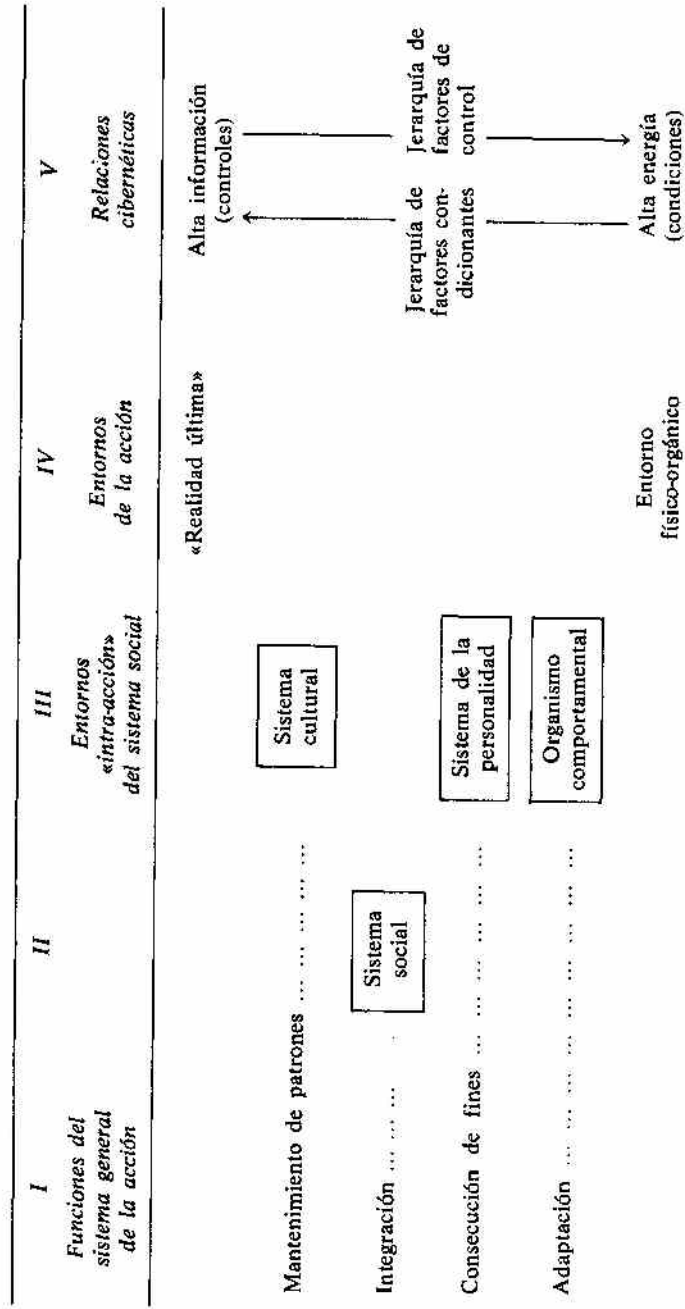 I
Funciones del
sistema general
de la acción
II
III
Entornos
«intra-acción»
del sistema social
IV
Entornos
de la acción
V
Relaciones
cibernéticas
«Realidad última»
Alta información
(controles)
Mantenimiento de patrones ... ... ... ... ...
Sistema
cultural
Integración ... ... ...
Sistema
social
Jerarquía de
factores con-
dicionantes
Jerarquía de
factores de
control
Consecución de fines ... ... ... ... ... ... ...
Sistema de la
personalidad
Adaptación ... ... ... ... ... ... ... ... ... ...
Organismo
comportamental
Entorno
físico-orgánico
Alta energía
(condiciones)